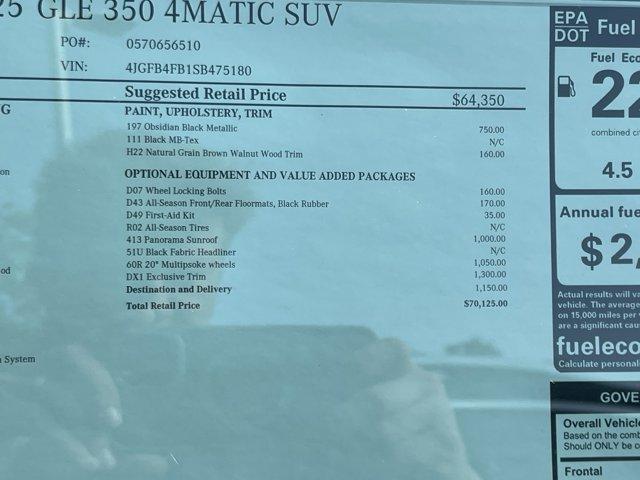 25 GLE 350 4MATIC SUV
PO#: 0570656510
VIN: 4JGFB4FB1SB475180
Suggested Retail Price $64,350
G
PAINT, UPHOLSTERY, TRIM
197 Obsidian Black Metallic 750.00
111 Black MB-Tex N/C
H22 Natural Grain Brown Walnut Wood Trim 160.00
on
OPTIONAL EQUIPMENT AND VALUE ADDED PACKAGES
D07 Wheel Locking Bolts 160.00
D43 All-Season Front/Rear Floormats, Black Rubber 170.00
D49 First-Aid Kit 35.00
R02 All-Season Tires N/C
413 Panorama Sunroof 1,000.00
51U Black Fabric Headliner N/C
60R 20" Multipsoke wheels 1,050.00
od
DX1 Exclusive Trim 1,300.00
Destination and Delivery 1,150.00
Total Retail Price $70,125.00
System
EPA
DOT Fuel
Fuel Eco
22
combined ci
4.5
Annual fue
$2,
Actual results will va
vehicle. The average
on 15,000 miles per
are a significant cau
fueleco
Calculate personal
GOVE
Overall Vehicle
Based on the comb
Should ONLY be c
Frontal